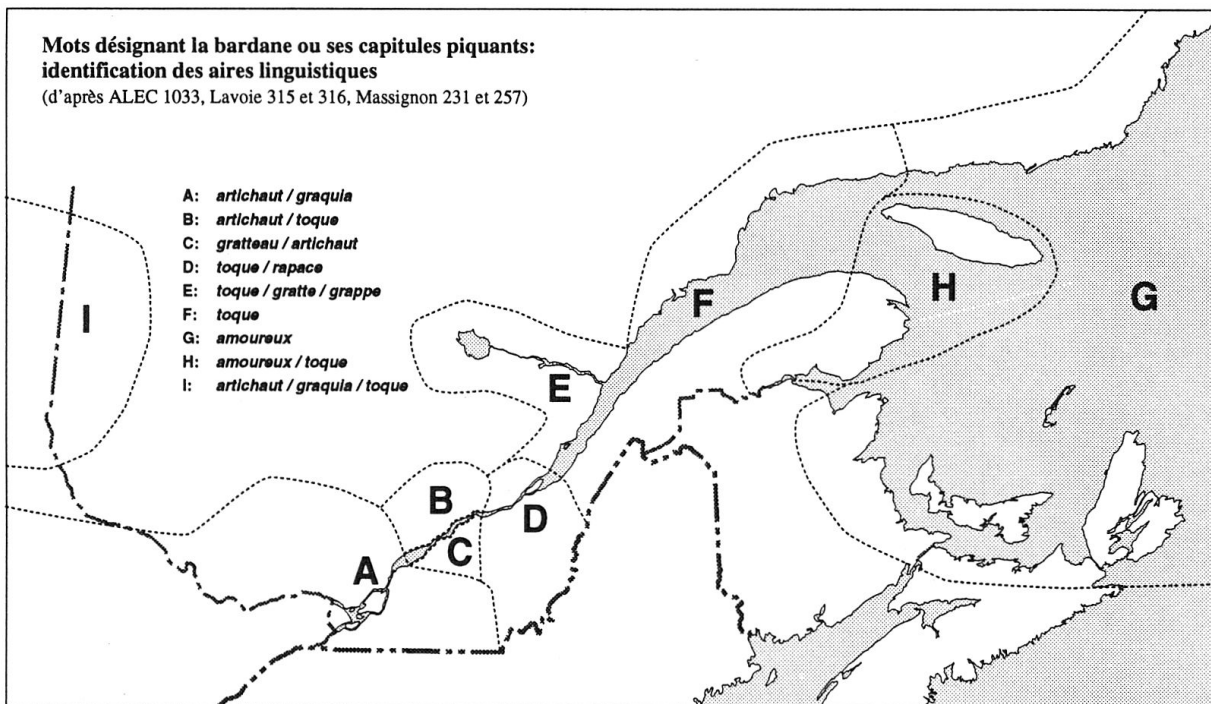 Mots désignant la bardane ou ses capitules piquants:
identification des aires linguistiques
(d'après ALEC 1033, Lavoie 315 et 316, Massignon 231 et 257)
A: artichaut / graquia
B: artichaut / toque
C: gratteau / artichaut
D: toque / rapace
E: toque / gratte / grappe
F: toque
G: amoureux
H: amoureux / toque
I: artichaut / graquia / toque
I
F
H
G
E
B
D
C
A